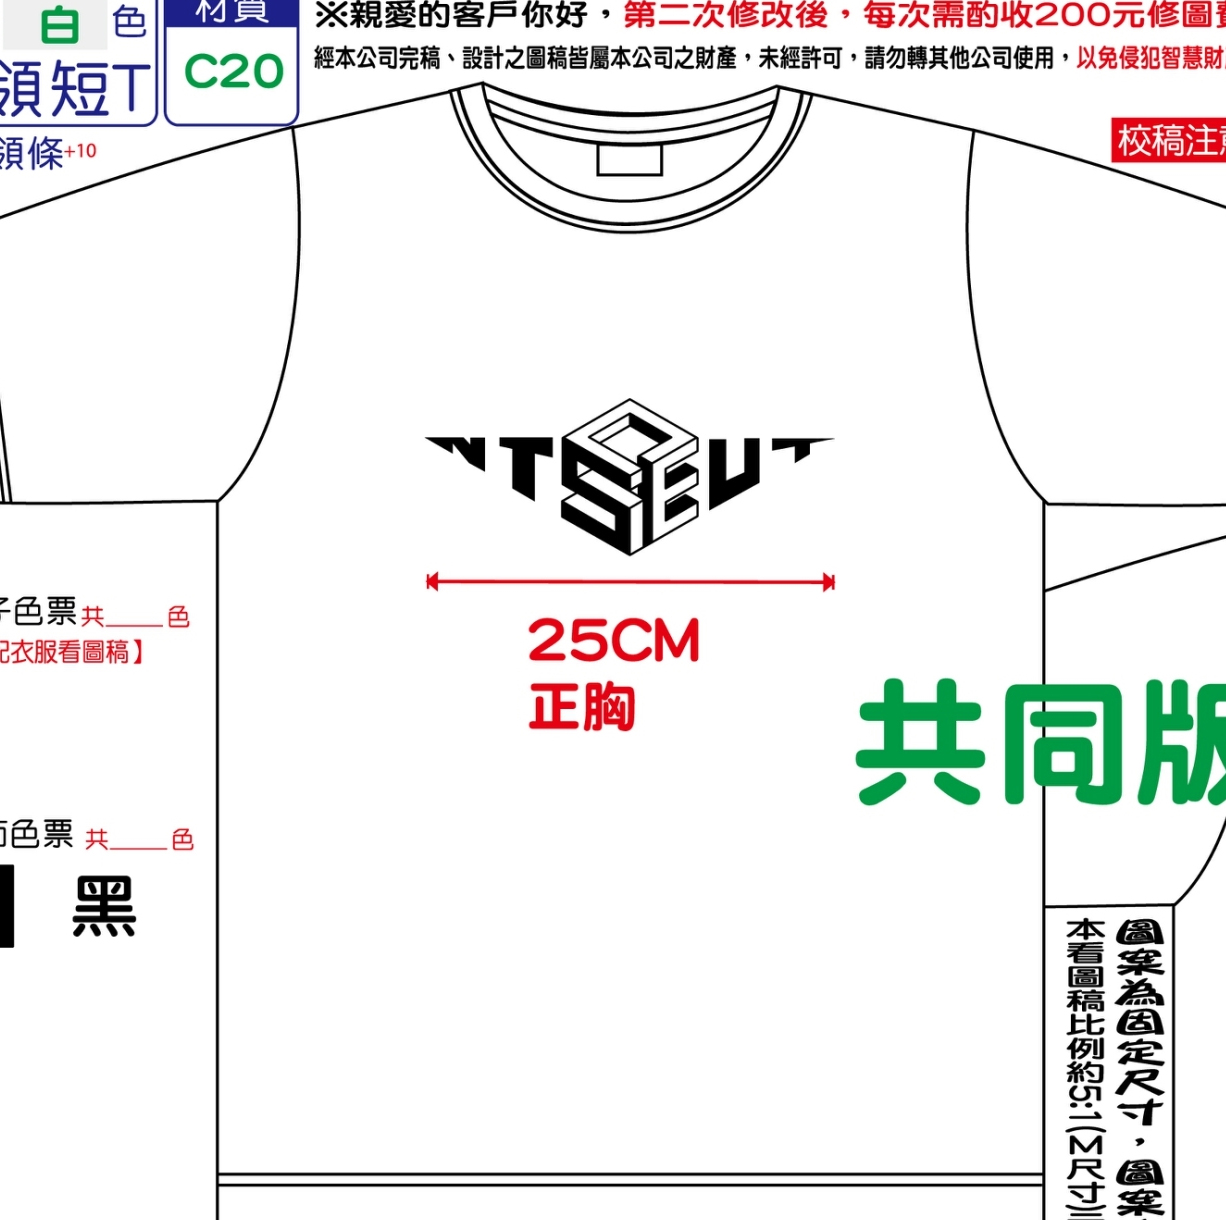 白 色
領短T
領條+10
材質
C20
※親愛的客戶你好，第二次修改後，每次需酌收200元修圖費
經本公司完稿、設計之圖稿皆屬本公司之財產，未經許可，請勿轉其他公司使用，以免侵犯智慧財
校稿注意
25CM
正胸
子色票共____色
配衣服看圖稿】
色票 共____色
黑
共同版
圖案為固定尺寸，圖案
本看圖稿比例約5:1(M尺寸)